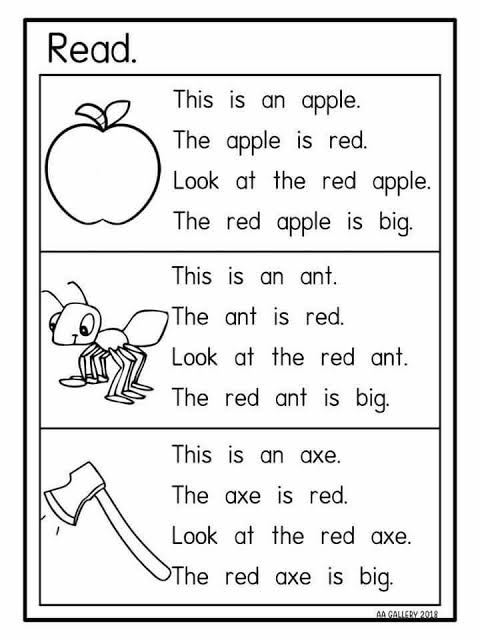 Read.
This is an apple.
The apple is red.
Look at the red apple.
The red apple is big.
This is an ant.
The ant is red.
Look at the red ant.
The red ant is big.
This is an axe.
The axe is red.
Look at the red axe.
The red axe is big.
AA GALLERY 2018